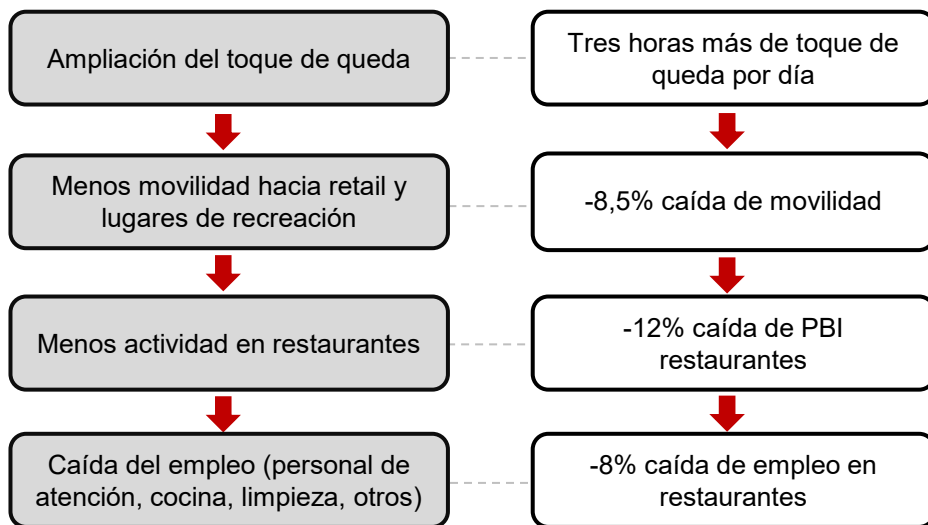 Ampliación del toque de queda
Tres horas más de toque de
queda por día
Menos movilidad hacia retail y
lugares de recreación
-8,5% caída de movilidad
Menos actividad en restaurantes
-12% caída de PBI
restaurantes
Caída del empleo (personal de
atención, cocina, limpieza, otros)
-8% caída de empleo en
restaurantes